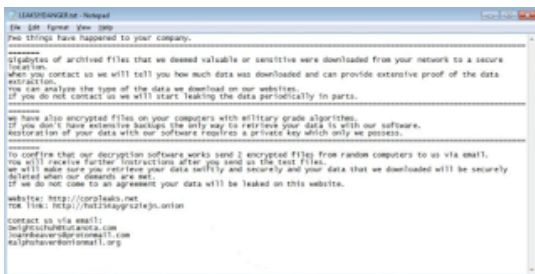 LEAKS!!DANGER.txt - Notepad
File Edit Format View Help
Two things have happened to your company.
==========
Gigabytes of archived files that we deemed valuable or sensitive were downloaded from your network to a secure
location.
When you contact us we will tell you how much data was downloaded and can provide extensive proof of the data
extraction.
You can analyze the type of the data we download on our websites.
If you do not contact us we will start leaking the data periodically in parts.
==========
We have also encrypted files on your computers with military grade algorithms.
If you don't have extensive backups the only way to retrieve your data is with our software.
Restoration of your data with our software requires a private key which only we possess.
==========
To confirm that our decryption software works send 2 encrypted files from random computers to us via email.
You will receive further instructions after you send us the test files.
We will make sure you retrieve your data swiftly and securely and your data that we downloaded will be securely
deleted when our demands are met.
If we do not come to an agreement your data will be leaked on this website.
Website: http://corpleaks.net
TOR link: http://hxt254aygrsziejn.onion
Contact us via email:
Dwightschuh@tutanota.com
Joannbeavers@protonmail.com
Ralphshaver@onionmail.org